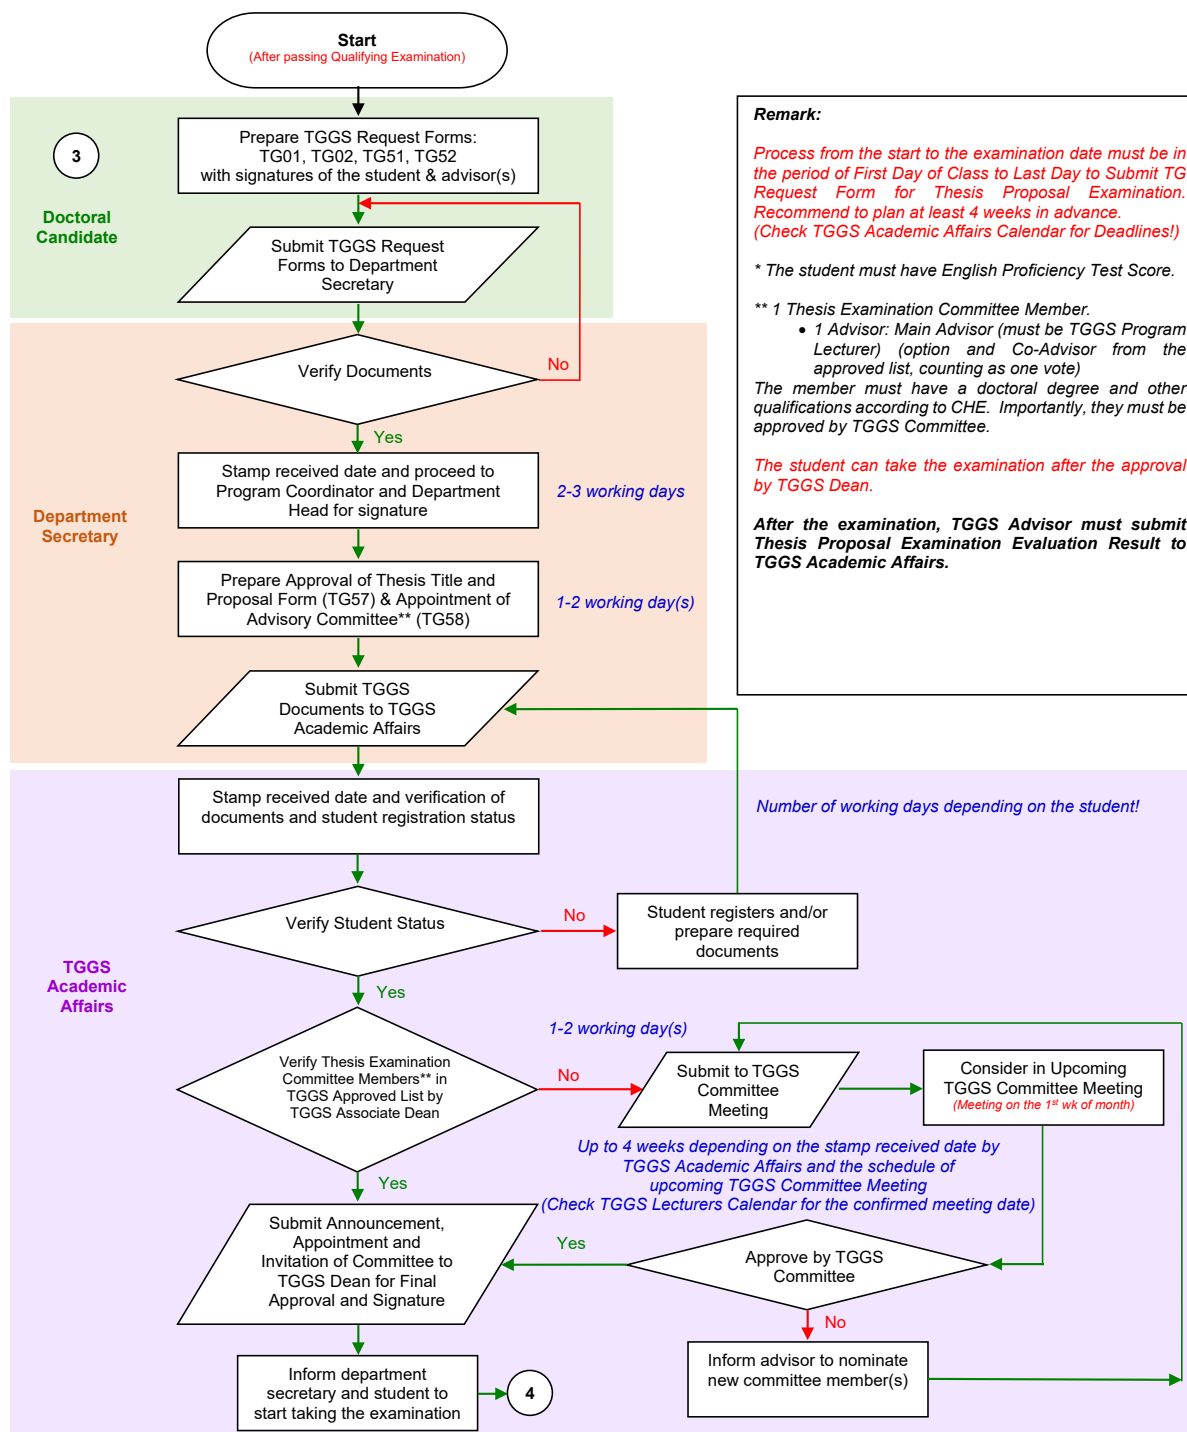 Start
(After passing Qualifying Examination)
3
Doctoral
Candidate
Prepare TGGS Request Forms:
TG01, TG02, TG51, TG52
with signatures of the student & advisor(s)
Submit TGGS Request
Forms to Department
Secretary
Remark:
Process from the start to the examination date must be in
the period of First Day of Class to Last Day to Submit TG
Request Form for Thesis Proposal Examination.
Recommend to plan at least 4 weeks in advance.
(Check TGGS Academic Affairs Calendar for Deadlines!)
* The student must have English Proficiency Test Score.
** 1 Thesis Examination Committee Member.
• 1 Advisor: Main Advisor (must be TGGS Program
Lecturer) (option and Co-Advisor from the
approved list, counting as one vote)
The member must have a doctoral degree and other
qualifications according to CHE. Importantly, they must be
approved by TGGS Committee.
The student can take the examination after the approval
by TGGS Dean.
After the examination, TGGS Advisor must submit
Thesis Proposal Examination Evaluation Result to
TGGS Academic Affairs.
Verify Documents
No
Yes
Department
Secretary
Stamp received date and proceed to
Program Coordinator and Department
Head for signature
2-3 working days
Prepare Approval of Thesis Title and
Proposal Form (TG57) & Appointment of
Advisory Committee** (TG58)
1-2 working day(s)
Submit TGGS
Documents to TGGS
Academic Affairs
Stamp received date and verification of
documents and student registration status
Number of working days depending on the student!
Verify Student Status
No
Student registers and/or
prepare required
documents
Yes
TGGS
Academic
Affairs
1-2 working day(s)
Verify Thesis Examination
Committee Members** in
TGGS Approved List by
TGGS Associate Dean
No
Submit to TGGS
Committee
Meeting
Consider in Upcoming
TGGS Committee Meeting
(Meeting on the 1st wk of month)
Up to 4 weeks depending on the stamp received date by
TGGS Academic Affairs and the schedule of
upcoming TGGS Committee Meeting
(Check TGGS Lecturers Calendar for the confirmed meeting date)
Yes
Submit Announcement,
Appointment and
Invitation of Committee to
TGGS Dean for Final
Approval and Signature
Yes
Approve by TGGS
Committee
No
Inform advisor to nominate
new committee member(s)
Inform department
secretary and student to
start taking the examination
4